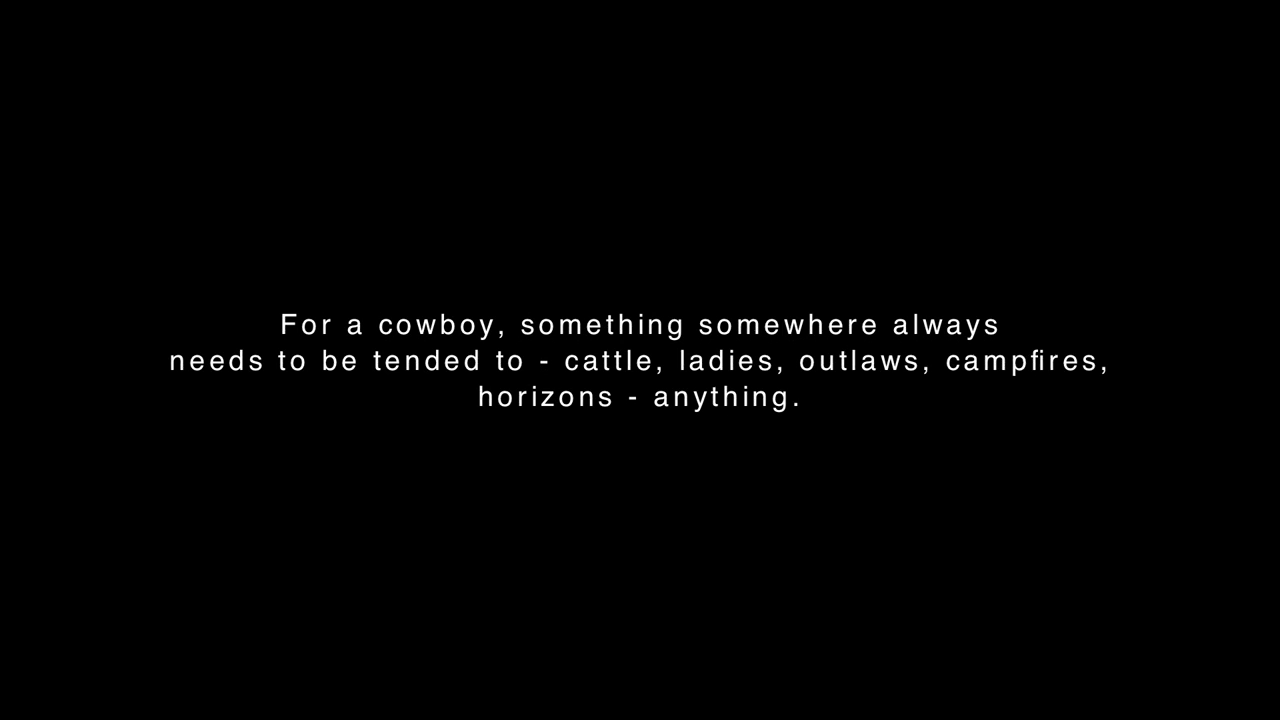 For a cowboy, something somewhere always
needs to be tended to - cattle, ladies, outlaws, campfires,
horizons - anything.